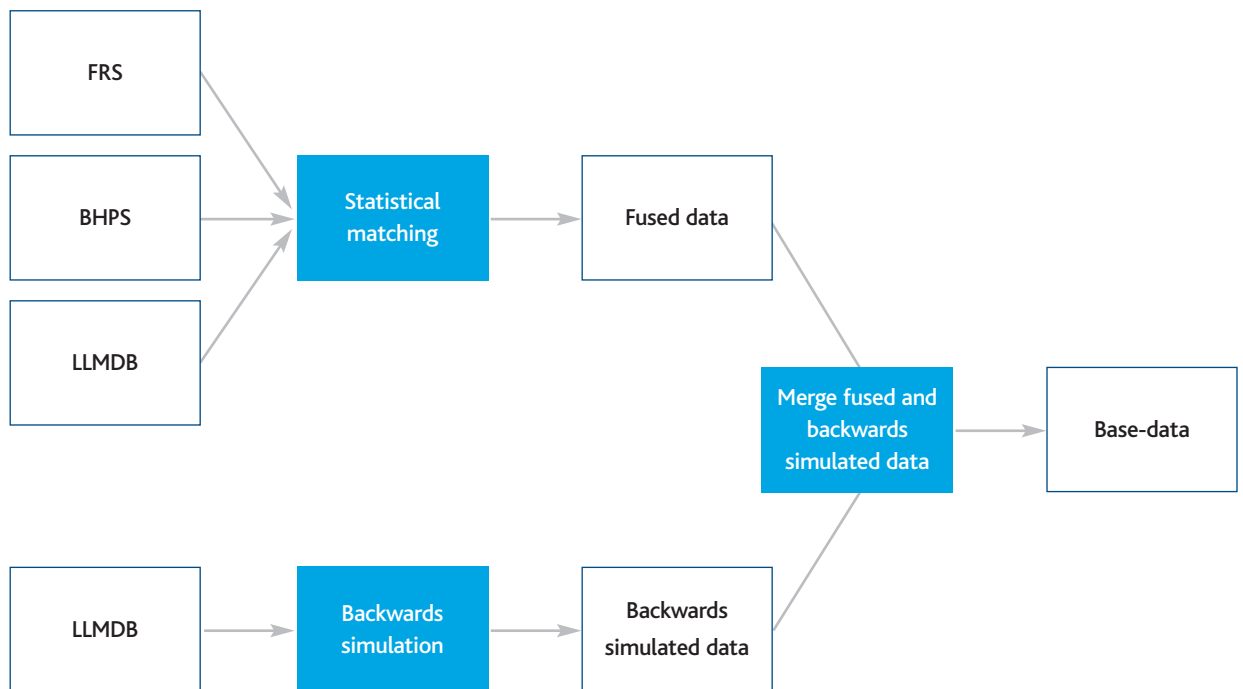 FRS
BHPS
LLMDB
Statistical
matching
Fused data
Merge fused and
backwards
simulated data
Base-data
LLMDB
Backwards
simulation
Backwards
simulated data